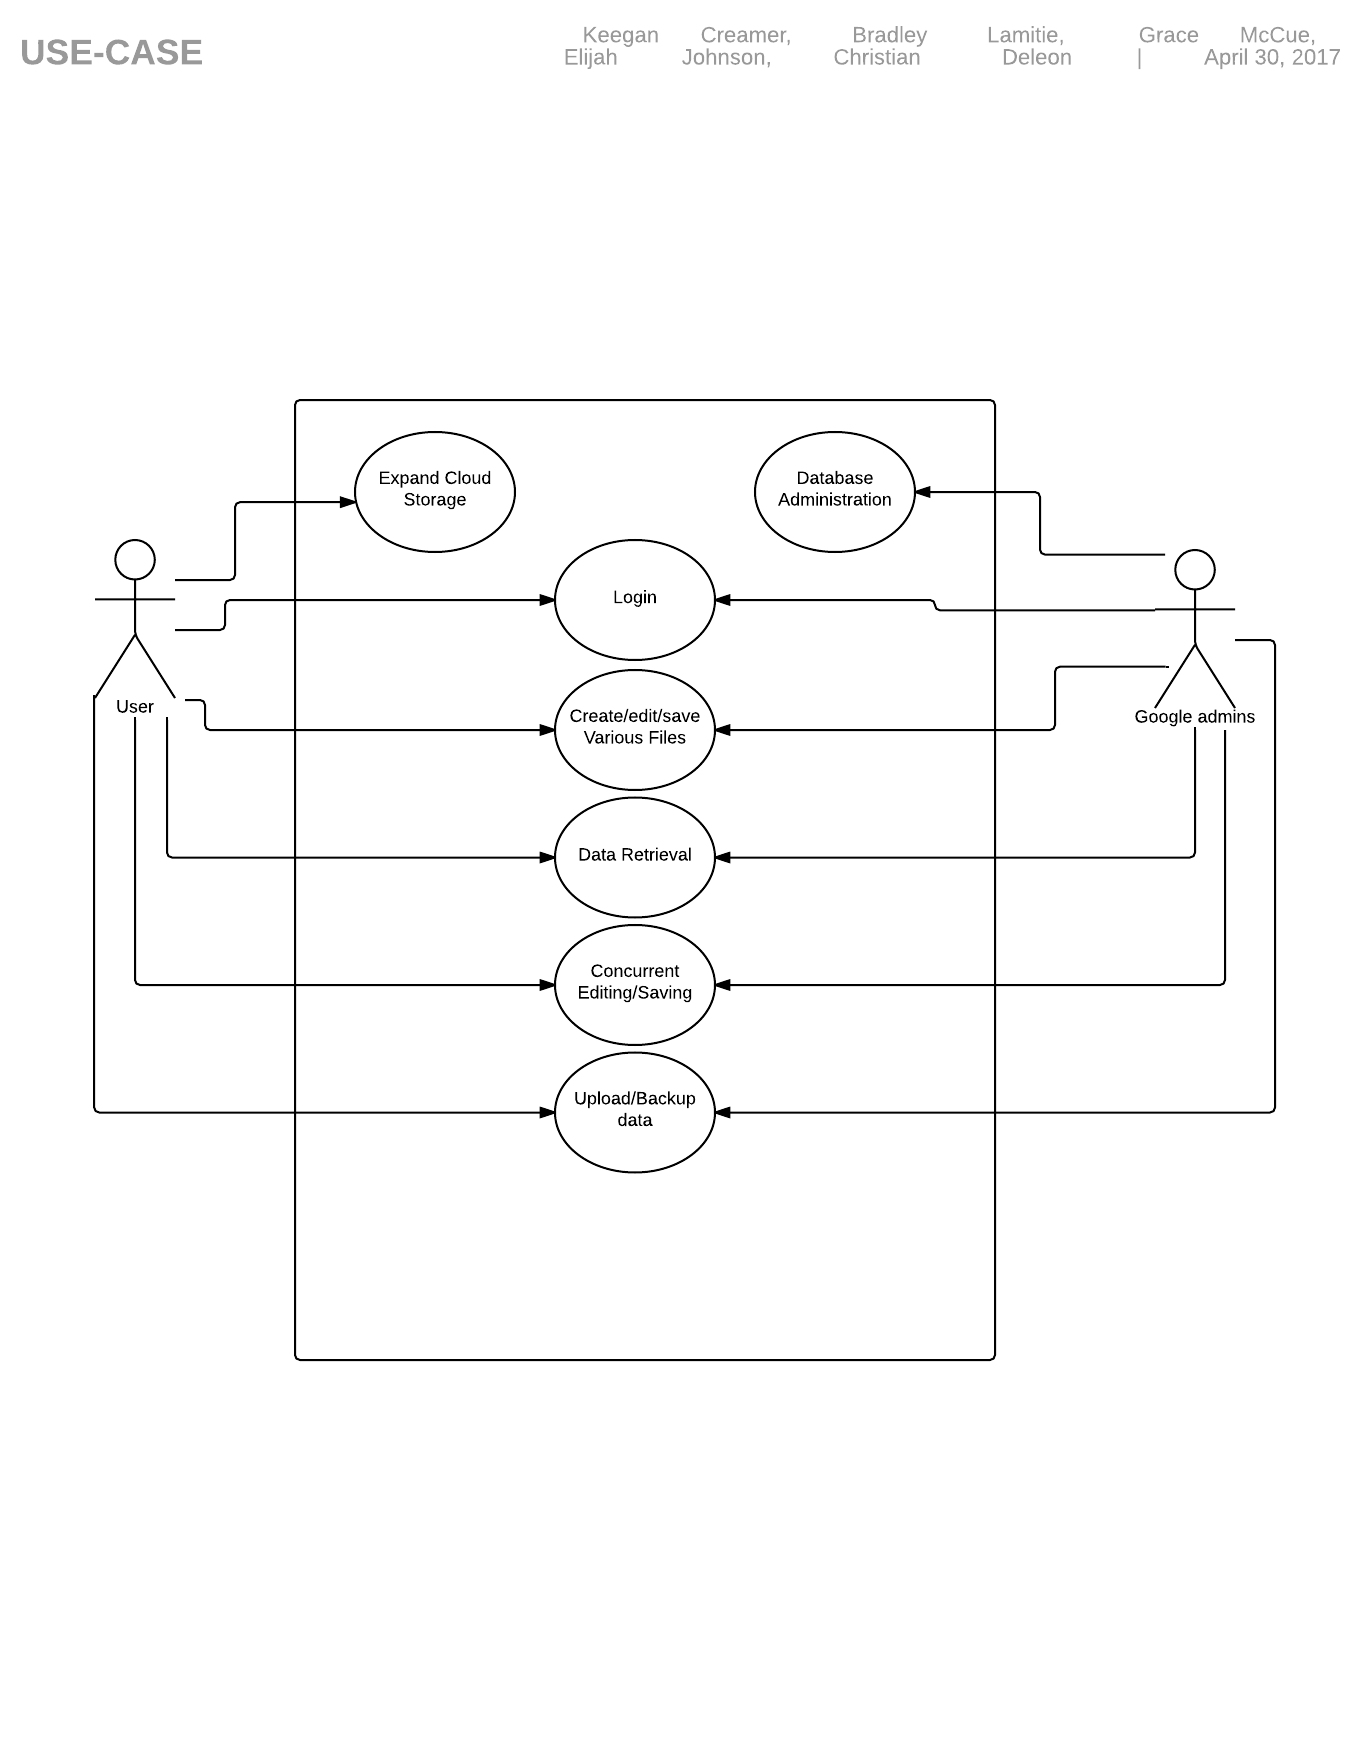 USE-CASE
Keegan Creamer, Bradley Lamitie, Grace McCue,
Elijah Johnson, Christian Deleon | April 30, 2017
Expand Cloud
Storage
Database
Administration
Login
User
Create/edit/save
Various Files
Google admins
Data Retrieval
Concurrent
Editing/Saving
Upload/Backup
data